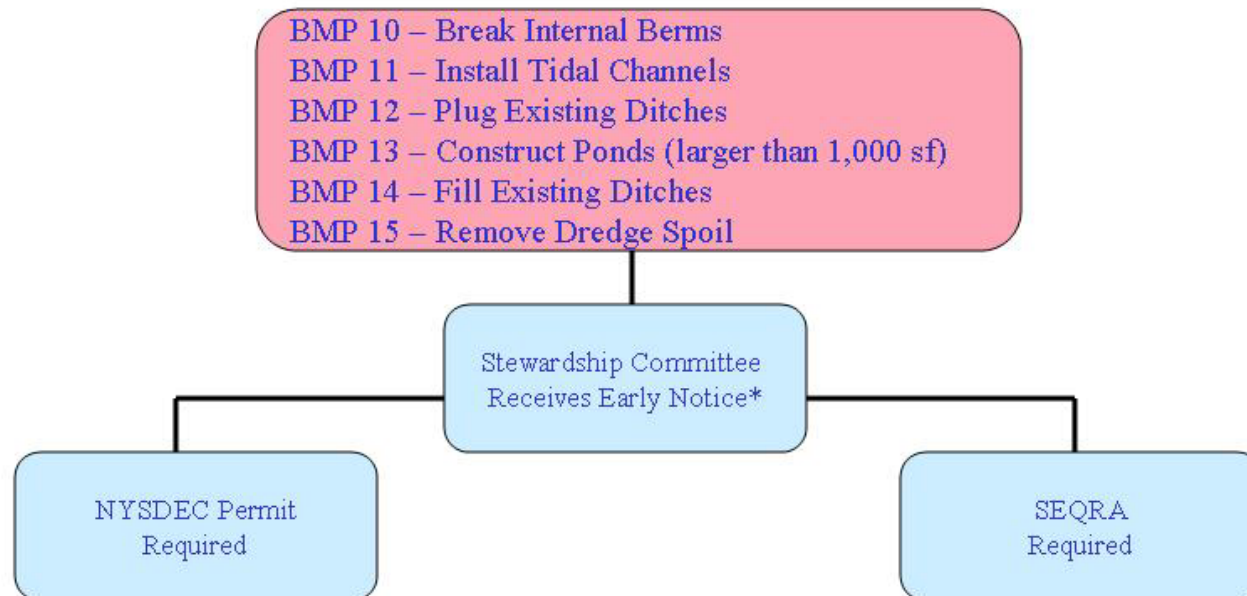 BMP 10 – Break Internal Berms
BMP 11 – Install Tidal Channels
BMP 12 – Plug Existing Ditches
BMP 13 – Construct Ponds (larger than 1,000 sf)
BMP 14 – Fill Existing Ditches
BMP 15 – Remove Dredge Spoil
Stewardship Committee
Receives Early Notice*
NYSDEC Permit
Required
SEQRA
Required